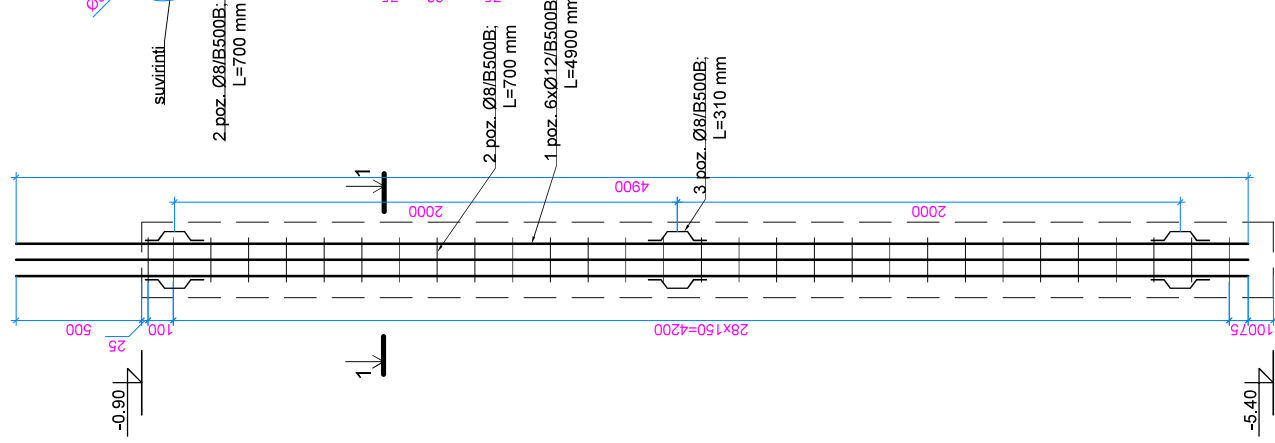 suvirinti
2 poz. Ø8/B500B;
L=700 mm
2 poz. Ø8/B500B;
L=700 mm
1 poz. 6xØ12/B500B
L=4900 mm
3 poz. Ø8/B500B;
L=310 mm
1
4900
2000
2000
500
25
100
28x150=4200
10075
1
-0.90
-5.40